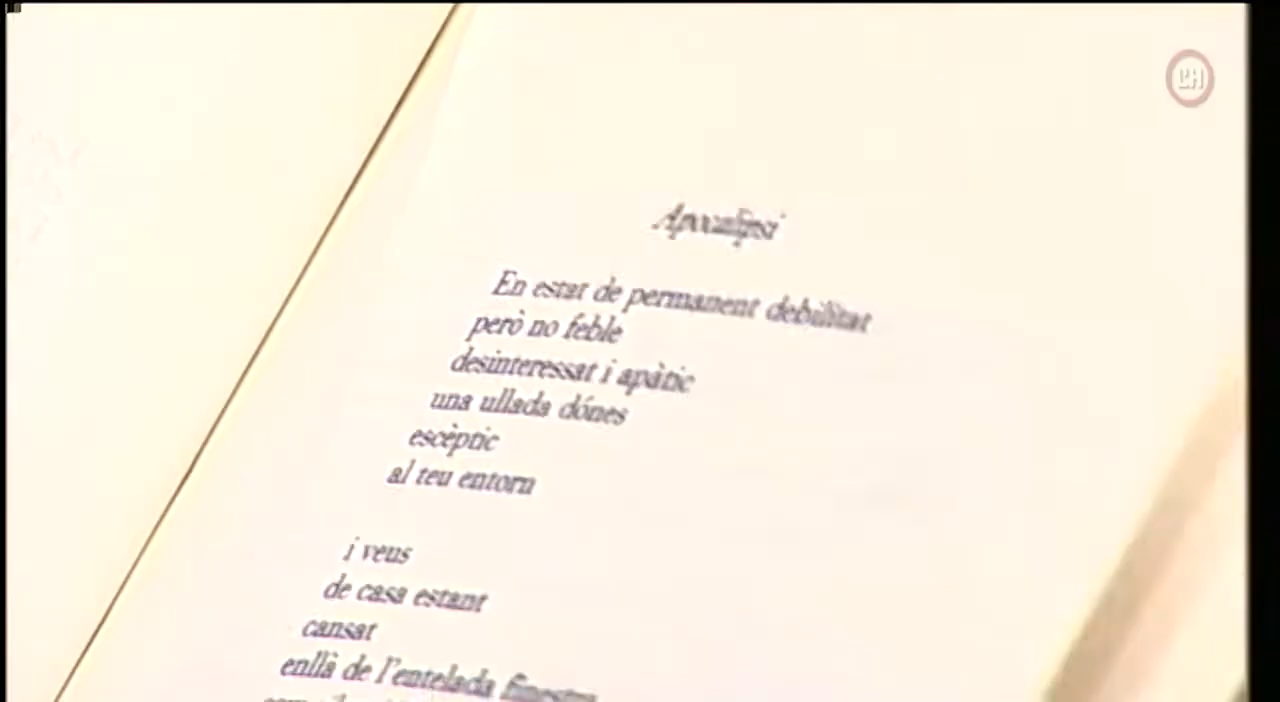 L'H
Apocalipsi
En estat de permanent debilitat
però no feble
desinteressat i apàtic
una ullada dónes
escèptic
al teu entorn
i veus
de casa estant
cansat
enllà de l'entelada finestra